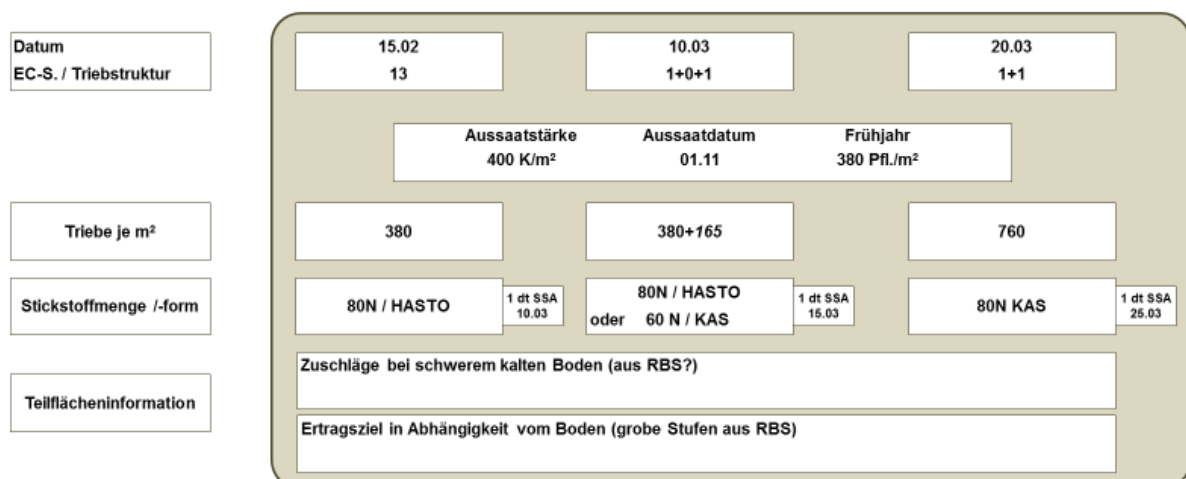 Datum
EC-S. / Triebstruktur
15.02
13
10.03
1+0+1
20.03
1+1
Aussaatstärke Aussaatdatum Frühjahr
400 K/m² 01.11 380 Pfl./m²
Triebe je m²
380
380+165
760
Stickstoffmenge /-form
80N / HASTO
1 dt SSA
10.03
80N / HASTO
oder 60 N / KAS
1 dt SSA
15.03
80N KAS
1 dt SSA
25.03
Teilflächeninformation
Zuschläge bei schwerem kalten Boden (aus RBS?)
Ertragsziel in Abhängigkeit vom Boden (grobe Stufen aus RBS)